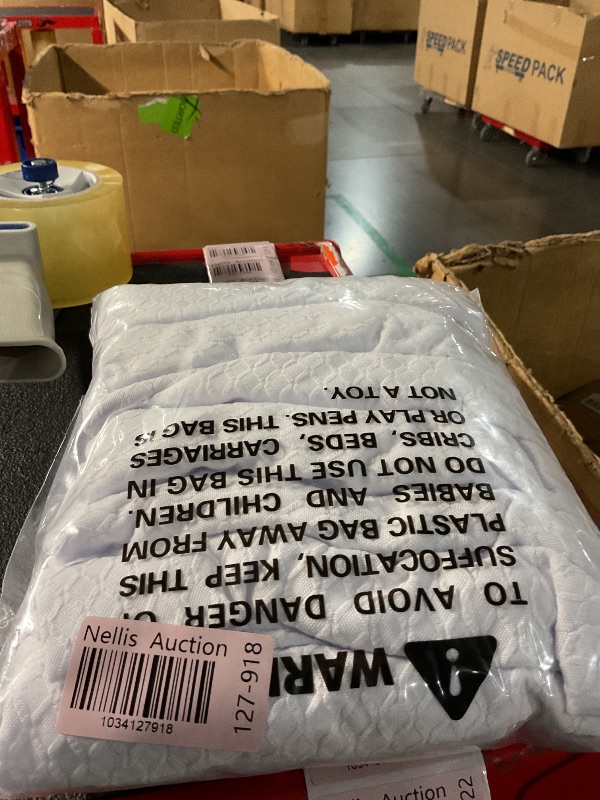 SPEED PACK
SPEED PACK
WAR
TO AVOID DANGER
SUFFOCATION, KEEP THIS
PLASTIC BAG AWAY FROM
BABIES AND CHILDREN.
DO NOT USE THIS BAG IN
CRIBS, BEDS, CARRIAGES
OR PLAY PENS. THIS BAG IS
NOT A TOY.
Nellis Auction
1034127918
127-918
Auction
22